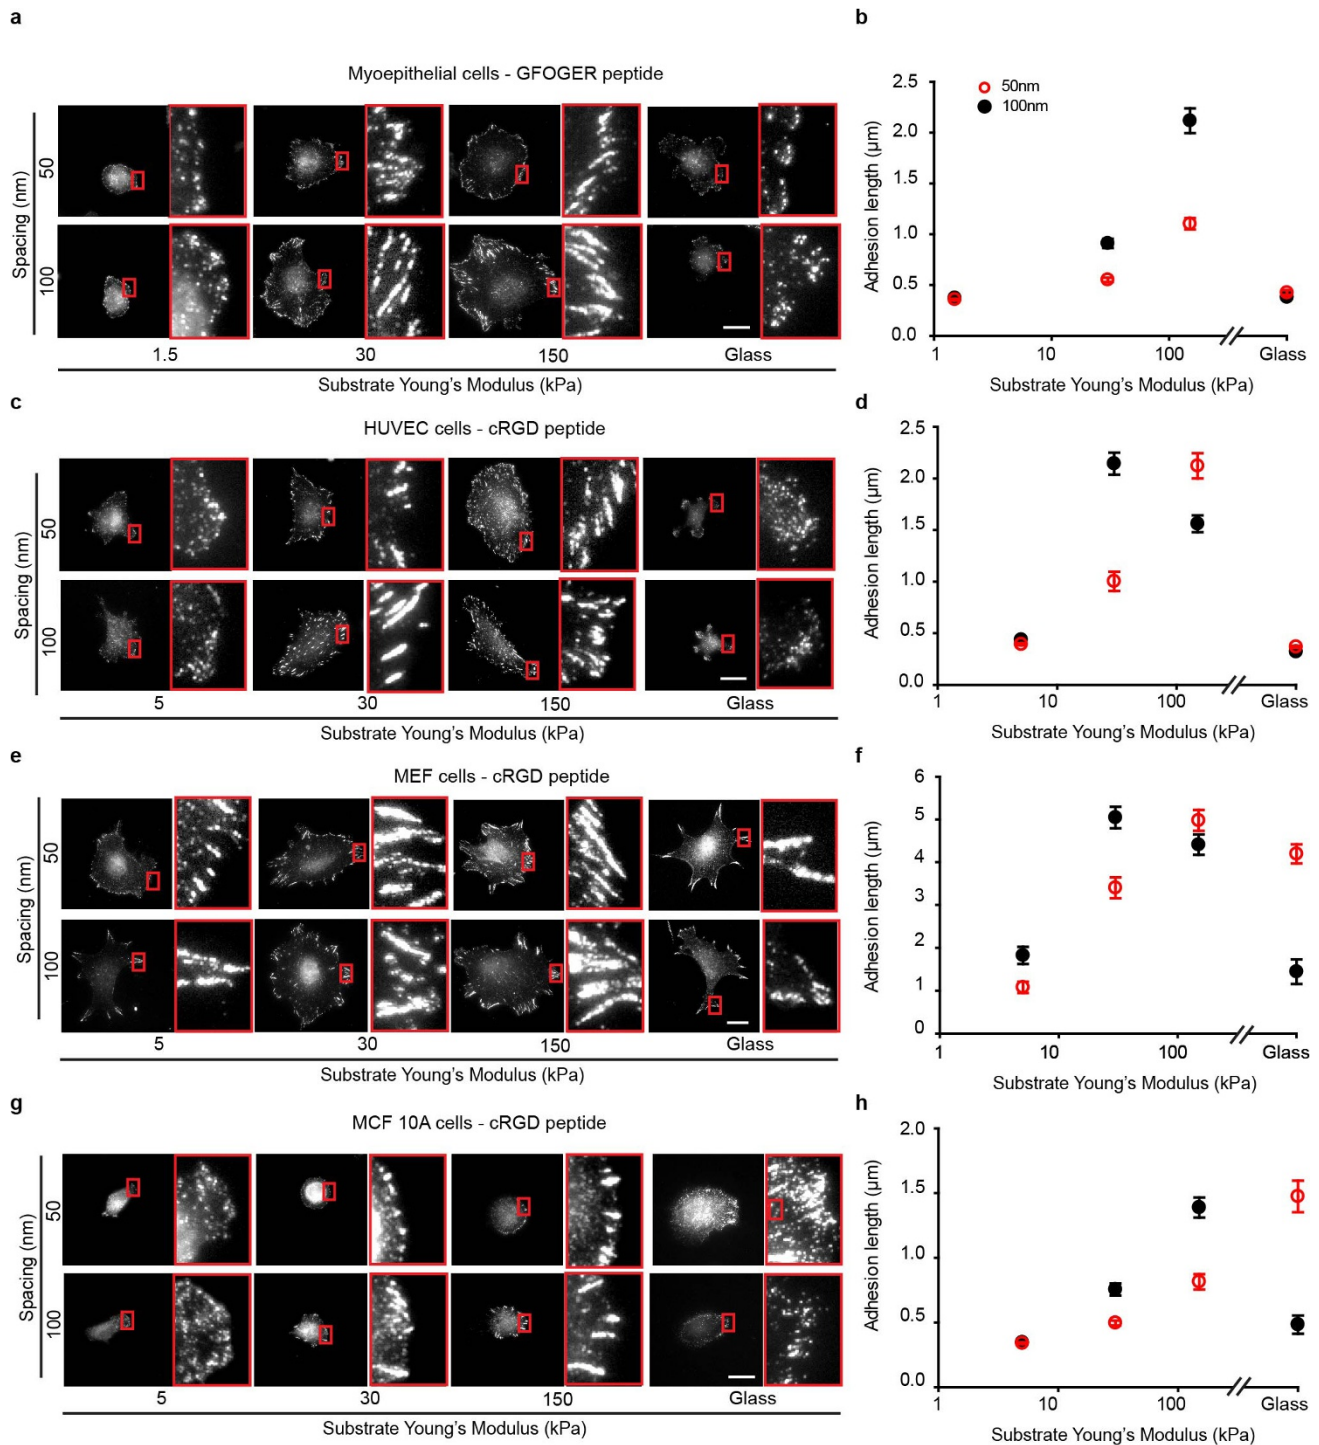 a
Myoepithelial cells - GFOGER peptide
Spacing (nm)
50
100
1.5 30 150 Glass
Substrate Young's Modulus (kPa)
b
50nm
100nm
Adhesion length (μm)
2.5
2.0
1.5
1.0
0.5
0.0
1 10 100 Glass
Substrate Young's Modulus (kPa)
c
HUVEC cells - cRGD peptide
Spacing (nm)
50
100
5 30 150 Glass
Substrate Young's Modulus (kPa)
d
Adhesion length (μm)
2.5
2.0
1.5
1.0
0.5
0.0
1 10 100 Glass
Substrate Young's Modulus (kPa)
e
MEF cells - cRGD peptide
Spacing (nm)
50
100
5 30 150 Glass
Substrate Young's Modulus (kPa)
f
Adhesion length (μm)
6
5
4
3
2
1
0
1 10 100 Glass
Substrate Young's Modulus (kPa)
g
MCF 10A cells - cRGD peptide
Spacing (nm)
50
100
5 30 150 Glass
Substrate Young's Modulus (kPa)
h
Adhesion length (μm)
2.0
1.5
1.0
0.5
0.0
1 10 100 Glass
Substrate Young's Modulus (kPa)